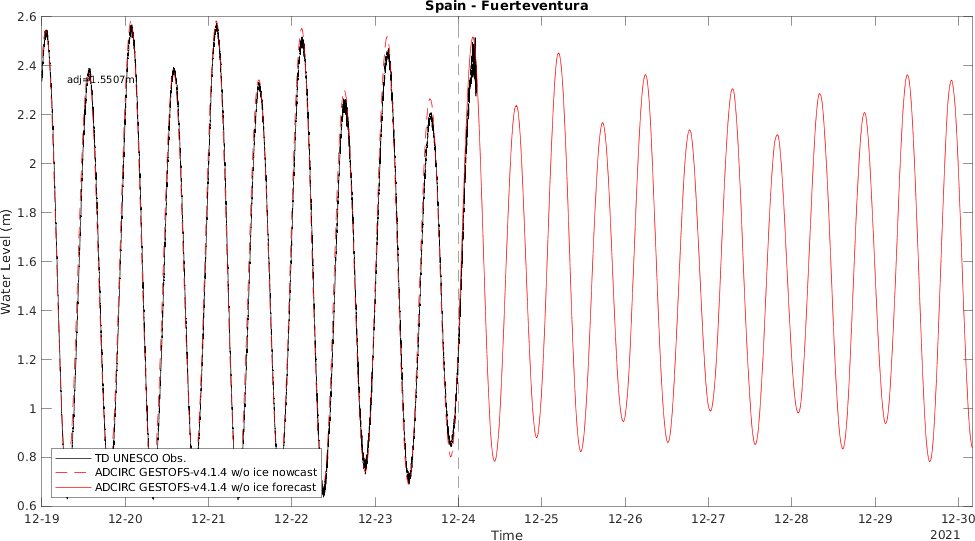 Spain - Fuerteventura
2.6
2.4
adj=1.5507m
2.2
2
1.8
1.6
1.4
1.2
1
0.8
0.6
Water Level (m)
TD UNESCO Obs.
ADCIRC GESTOFS-v4.1.4 w/o ice nowcast
ADCIRC GESTOFS-v4.1.4 w/o ice forecast
12-19 12-20 12-21 12-22 12-23 12-24 12-25 12-26 12-27 12-28 12-29 12-30
Time
2021